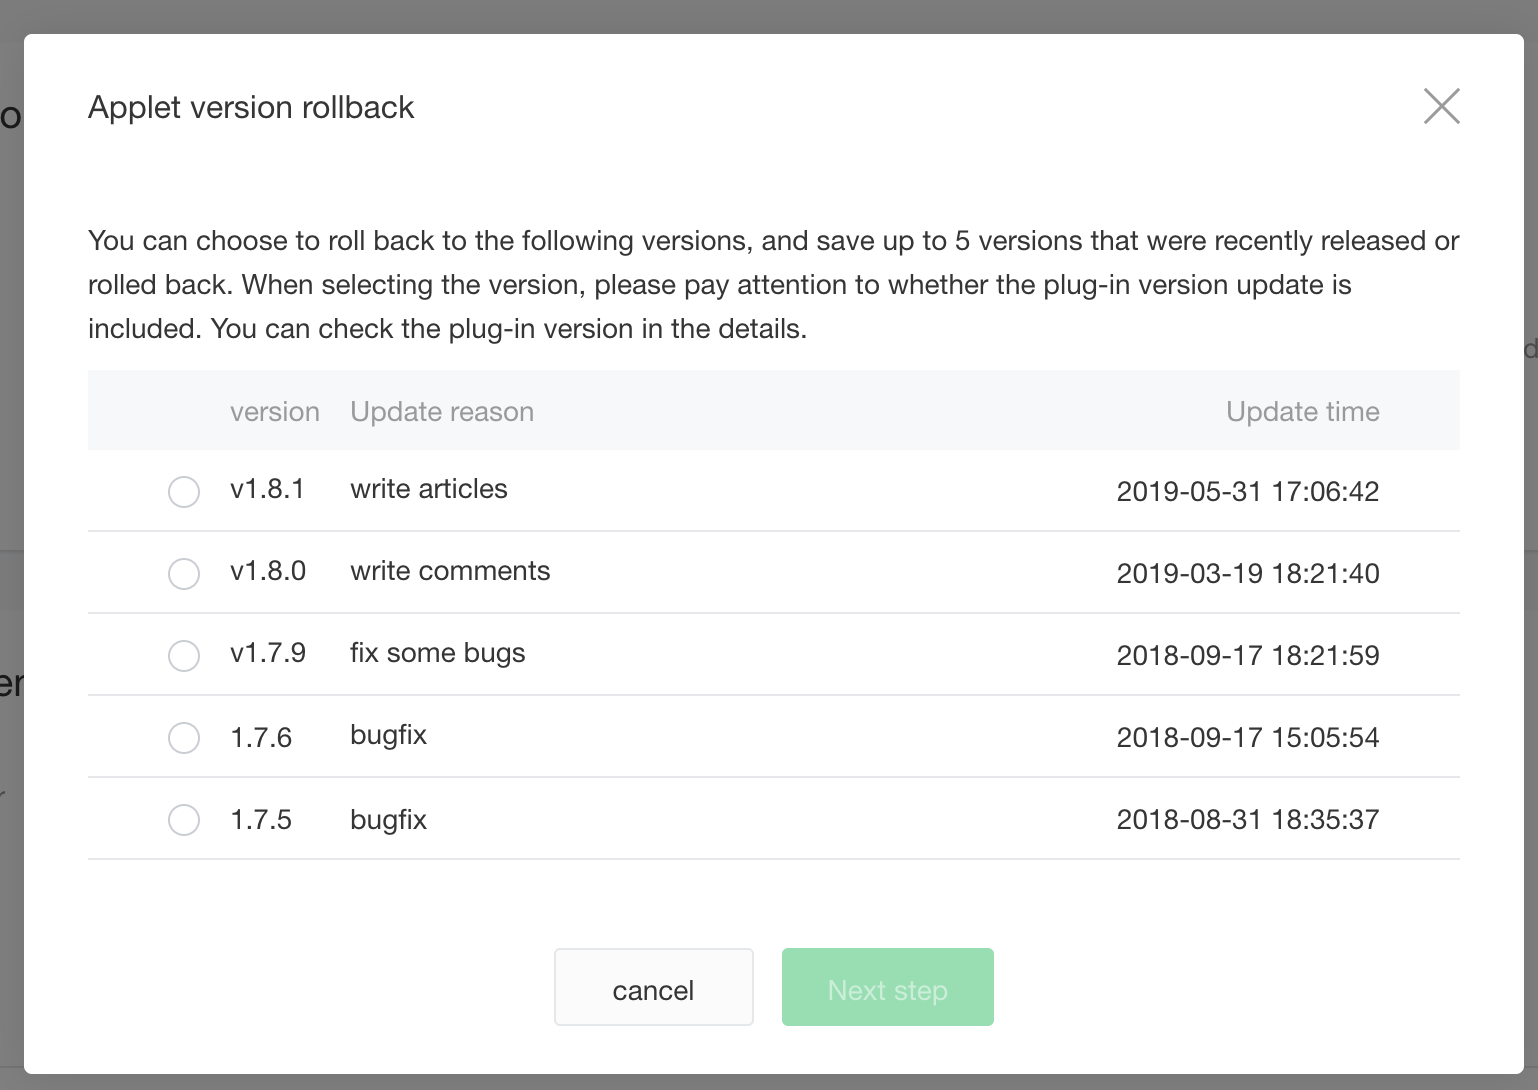 Applet version rollback
You can choose to roll back to the following versions, and save up to 5 versions that were recently released or
rolled back. When selecting the version, please pay attention to whether the plug-in version update is
included. You can check the plug-in version in the details.
version Update reason Update time
v1.8.1 write articles 2019-05-31 17:06:42
v1.8.0 write comments 2019-03-19 18:21:40
v1.7.9 fix some bugs 2018-09-17 18:21:59
1.7.6 bugfix 2018-09-17 15:05:54
1.7.5 bugfix 2018-08-31 18:35:37
cancel Next step